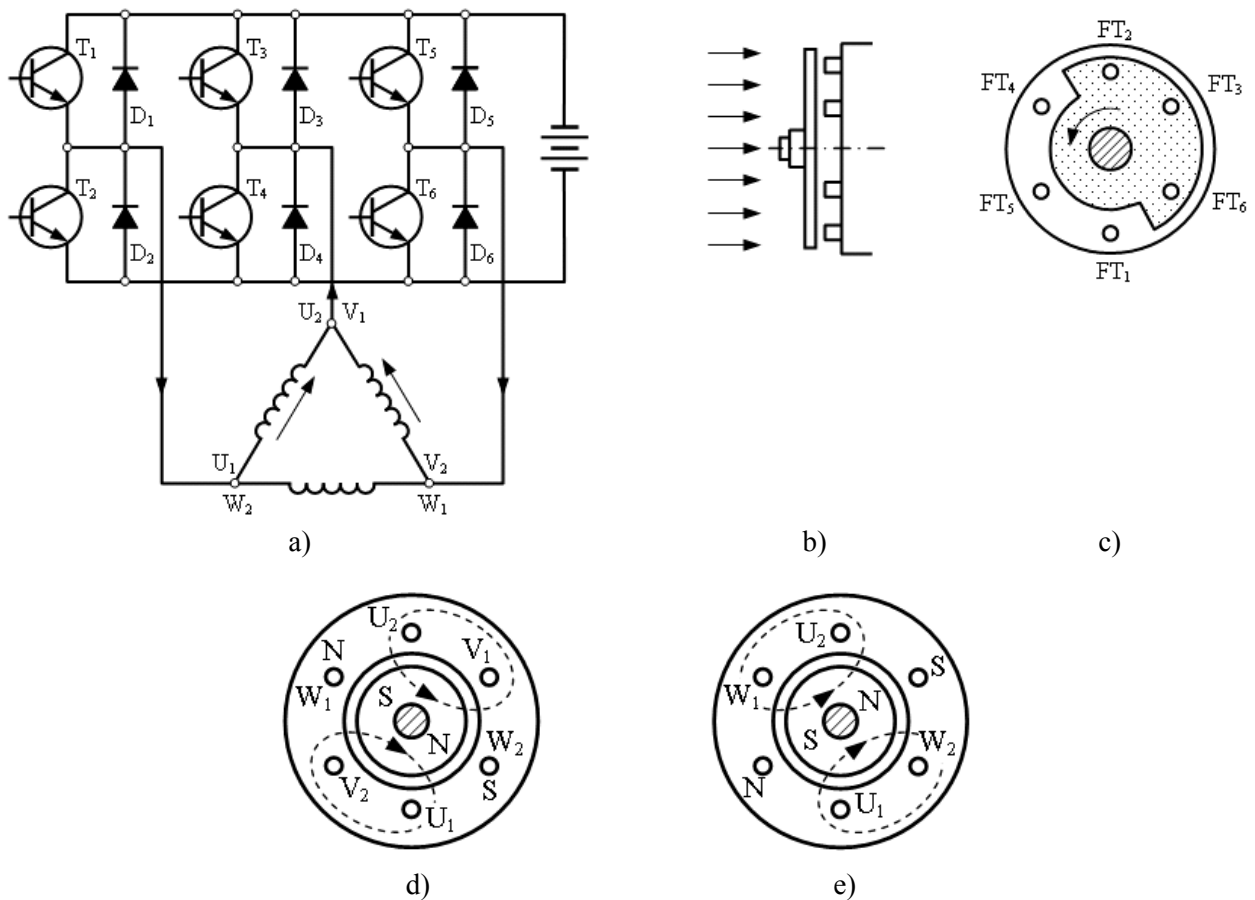 T₁ T₃ T₅
D₁ D₃ D₅
T₂ T₄ T₆
D₂ D₄ D₆
U₂ V₁
U₁ V₂
W₂ W₁
FT₂
FT₄ FT₃
FT₅ FT₆
FT₁
a) b) c)
U₂
N V₁
W₁ S
N W₂
V₂ S
U₁
U₂
S
W₁ N
S W₂
N
U₁
d) e)